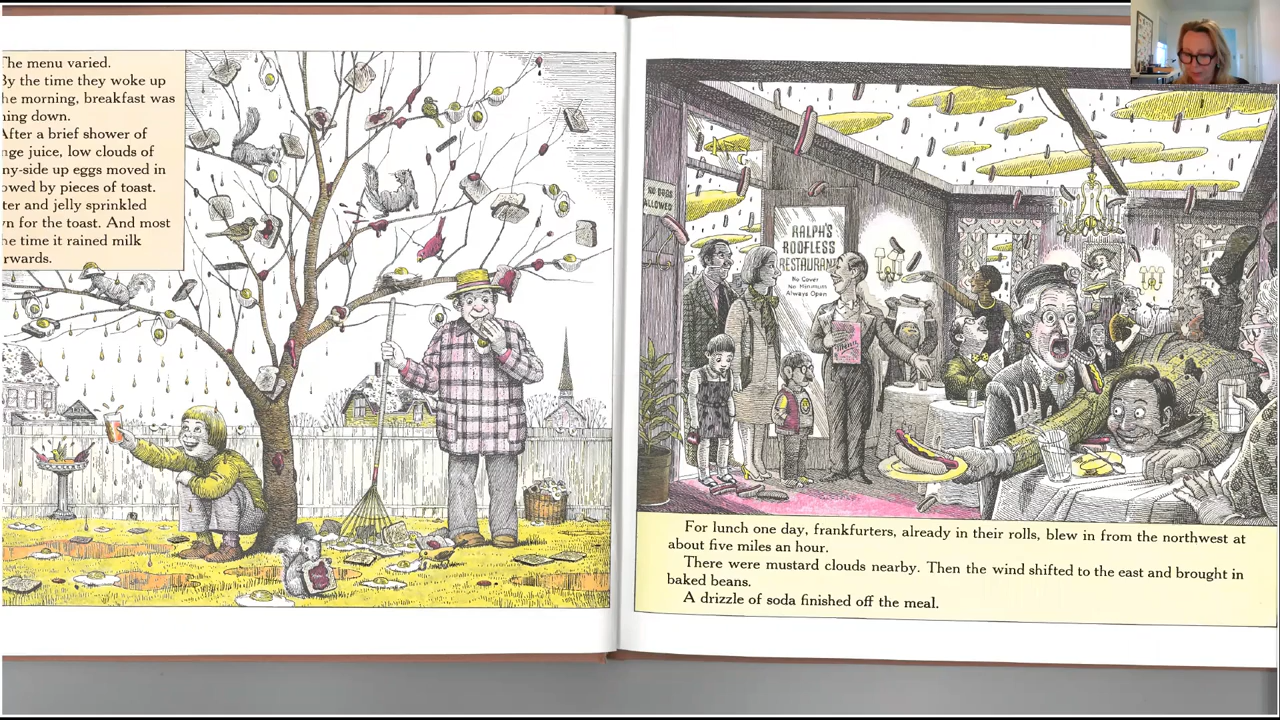 The menu varied.
By the time they woke up
he morning, breakfast was
ning down.
After a brief shower of
nge juice, low clouds of
ny-side up eggs moved in
owed by pieces of toast.
ter and jelly sprinkled
wn for the toast. And most
he time it rained milk
erwards.
NO DOGS
ALLOWED
RALPH'S
ROOFLESS
RESTAURANT
No Cover
No Minimum
Always Open
For lunch one day, frankfurters, already in their rolls, blew in from the northwest at
about five miles an hour.
There were mustard clouds nearby. Then the wind shifted to the east and brought in
baked beans.
A drizzle of soda finished off the meal.